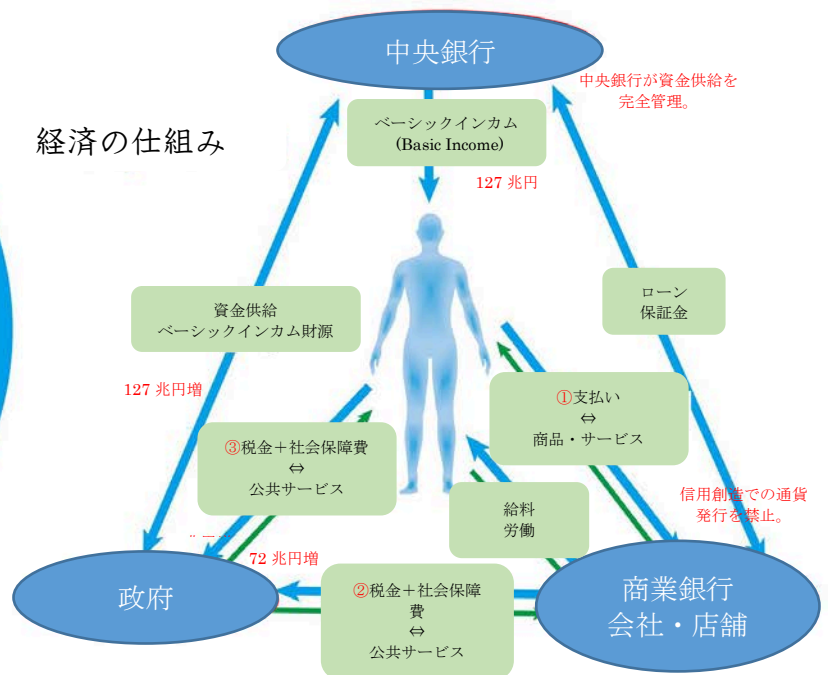 中央銀行
中央銀行が資金供給を
完全管理。
経済の仕組み
ベーシックインカム
(Basic Income)
127 兆円
資金供給
ベーシックインカム財源
ローン
保証金
127 兆円増
①支払い
⇔
商品・サービス
③税金＋社会保障費
⇔
公共サービス
給料
労働
信用創造での通貨
発行を禁止。
72 兆円増
政府
②税金＋社会保障
費
⇔
公共サービス
商業銀行
会社・店舗